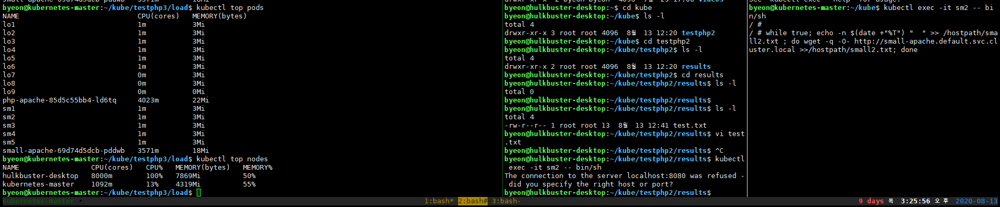 byeon@kubernetes-master:~/kube/testphp3/load$ kubectl top pods
NAME CPU(cores) MEMORY(bytes)
lo1 1m 3Mi
lo2 1m 3Mi
lo3 1m 3Mi
lo4 1m 3Mi
lo5 1m 3Mi
lo6 1m 3Mi
lo7 0m 3Mi
lo8 0m 3Mi
lo9 0m 0Mi
php-apache-85d5c55bb4-ld6tq 4023m 22Mi
sm1 1m 3Mi
sm2 1m 3Mi
sm3 1m 3Mi
sm4 1m 3Mi
sm5 1m 3Mi
small-apache-69d74d5dcb-pddwb 3571m 18Mi
byeon@kubernetes-master:~/kube/testphp3/load$ kubectl top nodes
NAME CPU(cores) CPU% MEMORY(bytes) MEMORY%
hulkbuster-desktop 8000m 100% 7869Mi 50%
kubernetes-master 1092m 13% 4319Mi 55%
byeon@kubernetes-master:~/kube/testphp3/load$
byeon@hulkbuster-desktop:~$ cd kube
byeon@hulkbuster-desktop:~/kube$ ls -l
total 4
drwxr-xr-x 3 root root 4096 8월 13 12:20 testphp2
byeon@hulkbuster-desktop:~/kube$ cd testphp2
byeon@hulkbuster-desktop:~/kube/testphp2$ ls -l
total 4
drwxr-xr-x 2 root root 4096 8월 13 12:20 results
byeon@hulkbuster-desktop:~/kube/testphp2$ cd results
byeon@hulkbuster-desktop:~/kube/testphp2/results$ ls -l
total 0
byeon@hulkbuster-desktop:~/kube/testphp2/results$
byeon@hulkbuster-desktop:~/kube/testphp2/results$ ls -l
total 4
-rw-r--r-- 1 root root 13 8월 13 12:41 test.txt
byeon@hulkbuster-desktop:~/kube/testphp2/results$ vi test
.txt
byeon@hulkbuster-desktop:~/kube/testphp2/results$ ^C
byeon@hulkbuster-desktop:~/kube/testphp2/results$ kubectl
exec -it sm2 -- bin/sh
The connection to the server localhost:8080 was refused -
did you specify the right host or port?
byeon@hulkbuster-desktop:~/kube/testphp2/results$
byeon@kubernetes-master:~/kube$ kubectl exec -it sm2 -- bi
n/sh
/ #
/ # while true; echo -n $(date +"%T") "  " >> /hostpath/sma
ll2.txt ; do wget -q -O- http://small-apache.default.svc.cl
uster.local >>/hostpath/small2.txt; done
kubernetes-master • 1:bash* 2:bash# 3:bash- 9 days 목 3:25:56 오후 2020-08-13